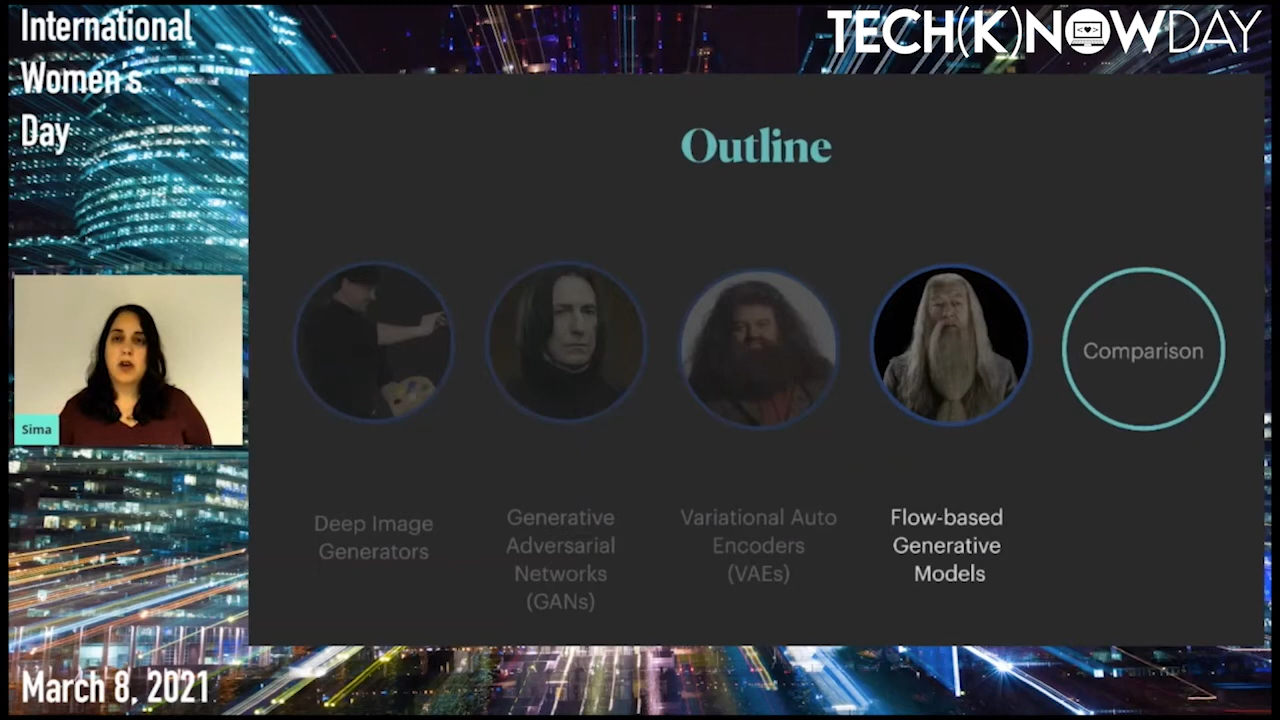 International
Women's
Day
TECH(K)NOWDAY
Outline
Comparison
Deep Image
Generators
Generative
Adversarial
Networks
(GANs)
Variational Auto
Encoders
(VAEs)
Flow-based
Generative
Models
Sima
March 8, 2021